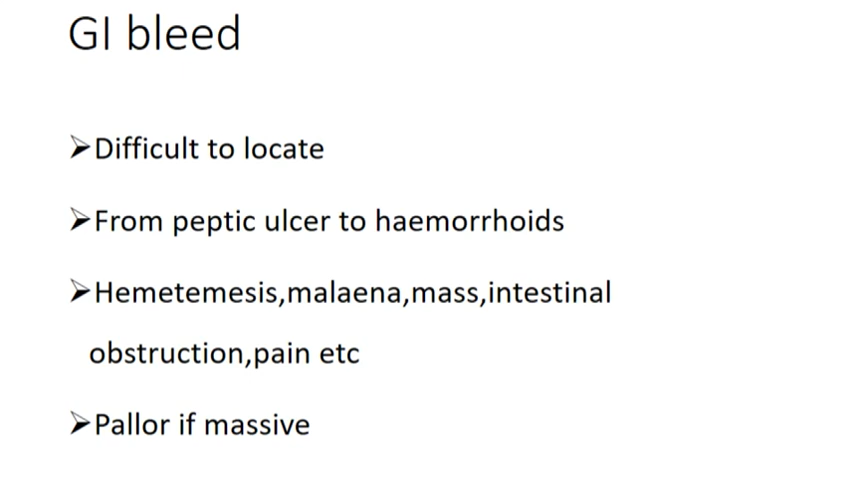 GI bleed
➢Difficult to locate
➢From peptic ulcer to haemorrhoids
➢Hemetemesis,malaena,mass,intestinal
obstruction,pain etc
➢Pallor if massive